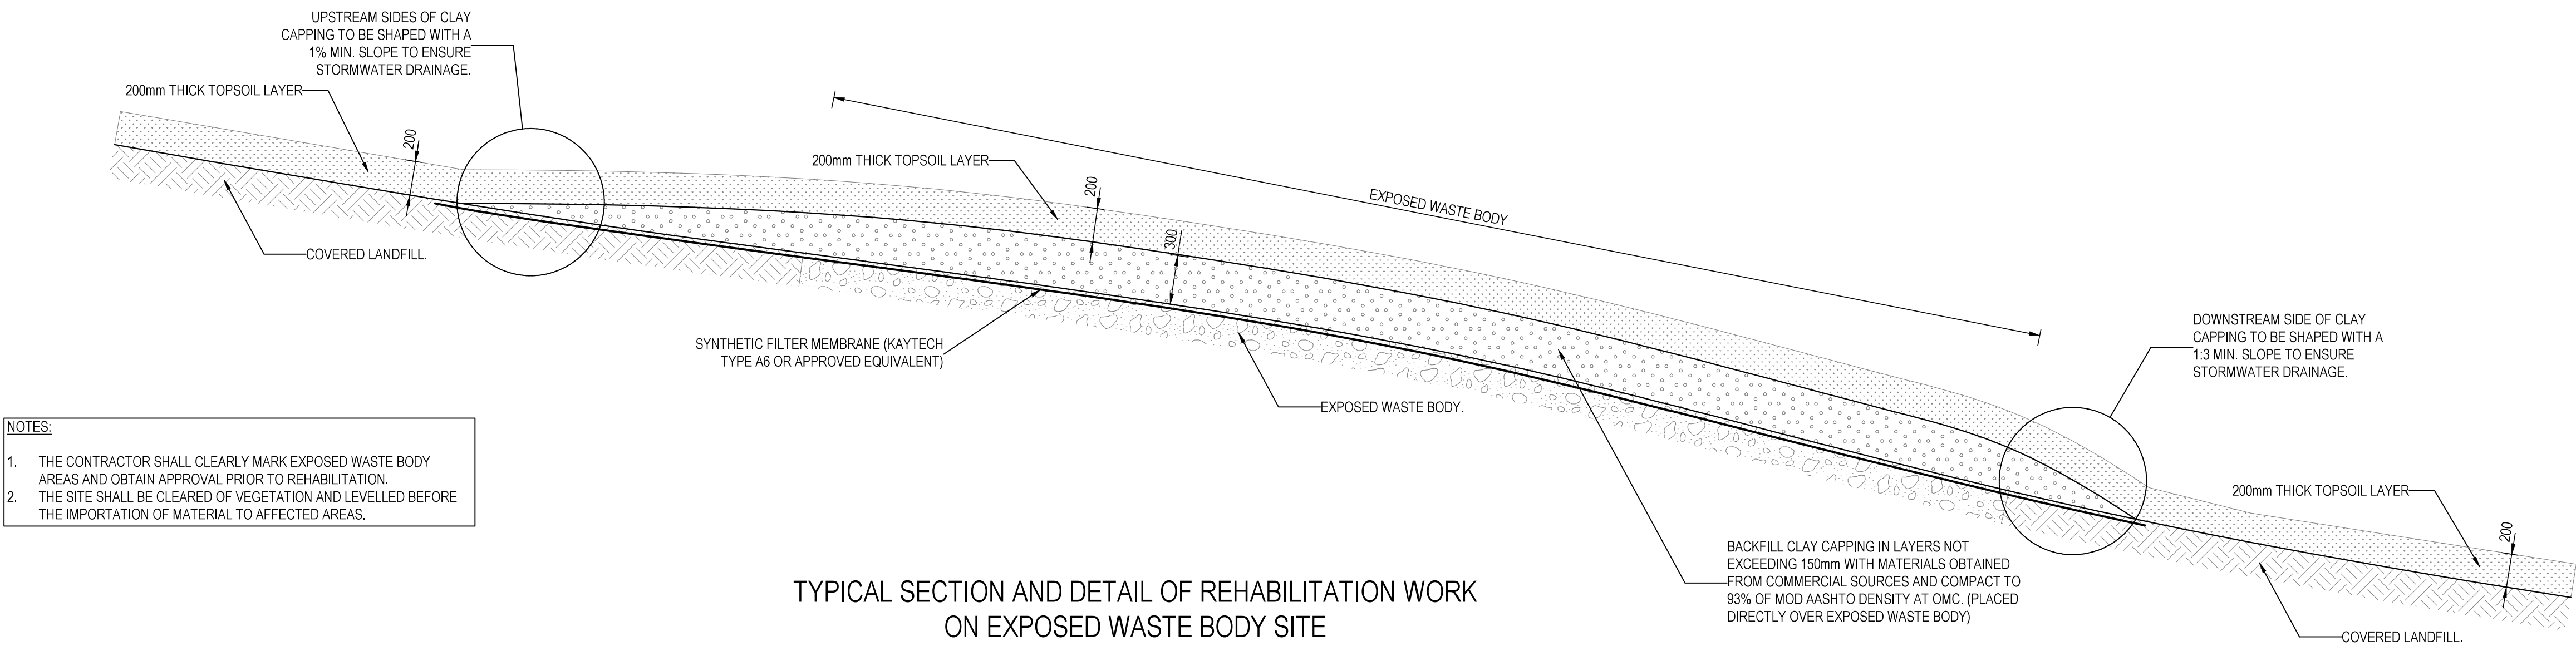 UPSTREAM SIDES OF CLAY
CAPPING TO BE SHAPED WITH A
1% MIN. SLOPE TO ENSURE
STORMWATER DRAINAGE.
200mm THICK TOPSOIL LAYER
200
COVERED LANDFILL.
200mm THICK TOPSOIL LAYER
200
300
EXPOSED WASTE BODY
SYNTHETIC FILTER MEMBRANE (KAYTECH
TYPE A6 OR APPROVED EQUIVALENT)
EXPOSED WASTE BODY.
DOWNSTREAM SIDE OF CLAY
CAPPING TO BE SHAPED WITH A
1:3 MIN. SLOPE TO ENSURE
STORMWATER DRAINAGE.
200mm THICK TOPSOIL LAYER
200
BACKFILL CLAY CAPPING IN LAYERS NOT
EXCEEDING 150mm WITH MATERIALS OBTAINED
FROM COMMERCIAL SOURCES AND COMPACT TO
93% OF MOD AASHTO DENSITY AT OMC. (PLACED
DIRECTLY OVER EXPOSED WASTE BODY)
COVERED LANDFILL.
NOTES:
1. THE CONTRACTOR SHALL CLEARLY MARK EXPOSED WASTE BODY
AREAS AND OBTAIN APPROVAL PRIOR TO REHABILITATION.
2. THE SITE SHALL BE CLEARED OF VEGETATION AND LEVELLED BEFORE
THE IMPORTATION OF MATERIAL TO AFFECTED AREAS.
TYPICAL SECTION AND DETAIL OF REHABILITATION WORK
ON EXPOSED WASTE BODY SITE